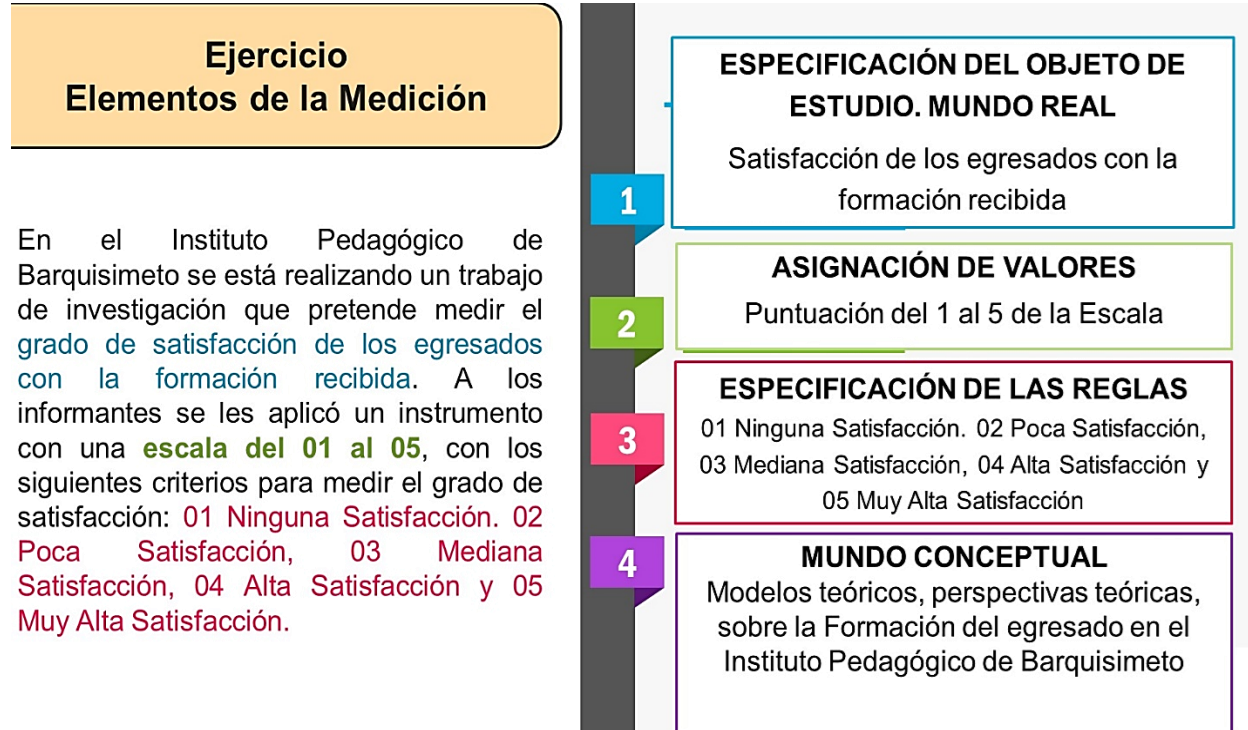 Ejercicio
Elementos de la Medición
En el Instituto Pedagógico de
Barquisimeto se está realizando un trabajo
de investigación que pretende medir el
grado de satisfacción de los egresados
con la formación recibida. A los
informantes se les aplicó un instrumento
con una escala del 01 al 05, con los
siguientes criterios para medir el grado de
satisfacción: 01 Ninguna Satisfacción. 02
Poca Satisfacción, 03 Mediana
Satisfacción, 04 Alta Satisfacción y 05
Muy Alta Satisfacción.
1
ESPECIFICACIÓN DEL OBJETO DE
ESTUDIO. MUNDO REAL
Satisfacción de los egresados con la
formación recibida
2
ASIGNACIÓN DE VALORES
Puntuación del 1 al 5 de la Escala
3
ESPECIFICACIÓN DE LAS REGLAS
01 Ninguna Satisfacción. 02 Poca Satisfacción,
03 Mediana Satisfacción, 04 Alta Satisfacción y
05 Muy Alta Satisfacción
4
MUNDO CONCEPTUAL
Modelos teóricos, perspectivas teóricas,
sobre la Formación del egresado en el
Instituto Pedagógico de Barquisimeto